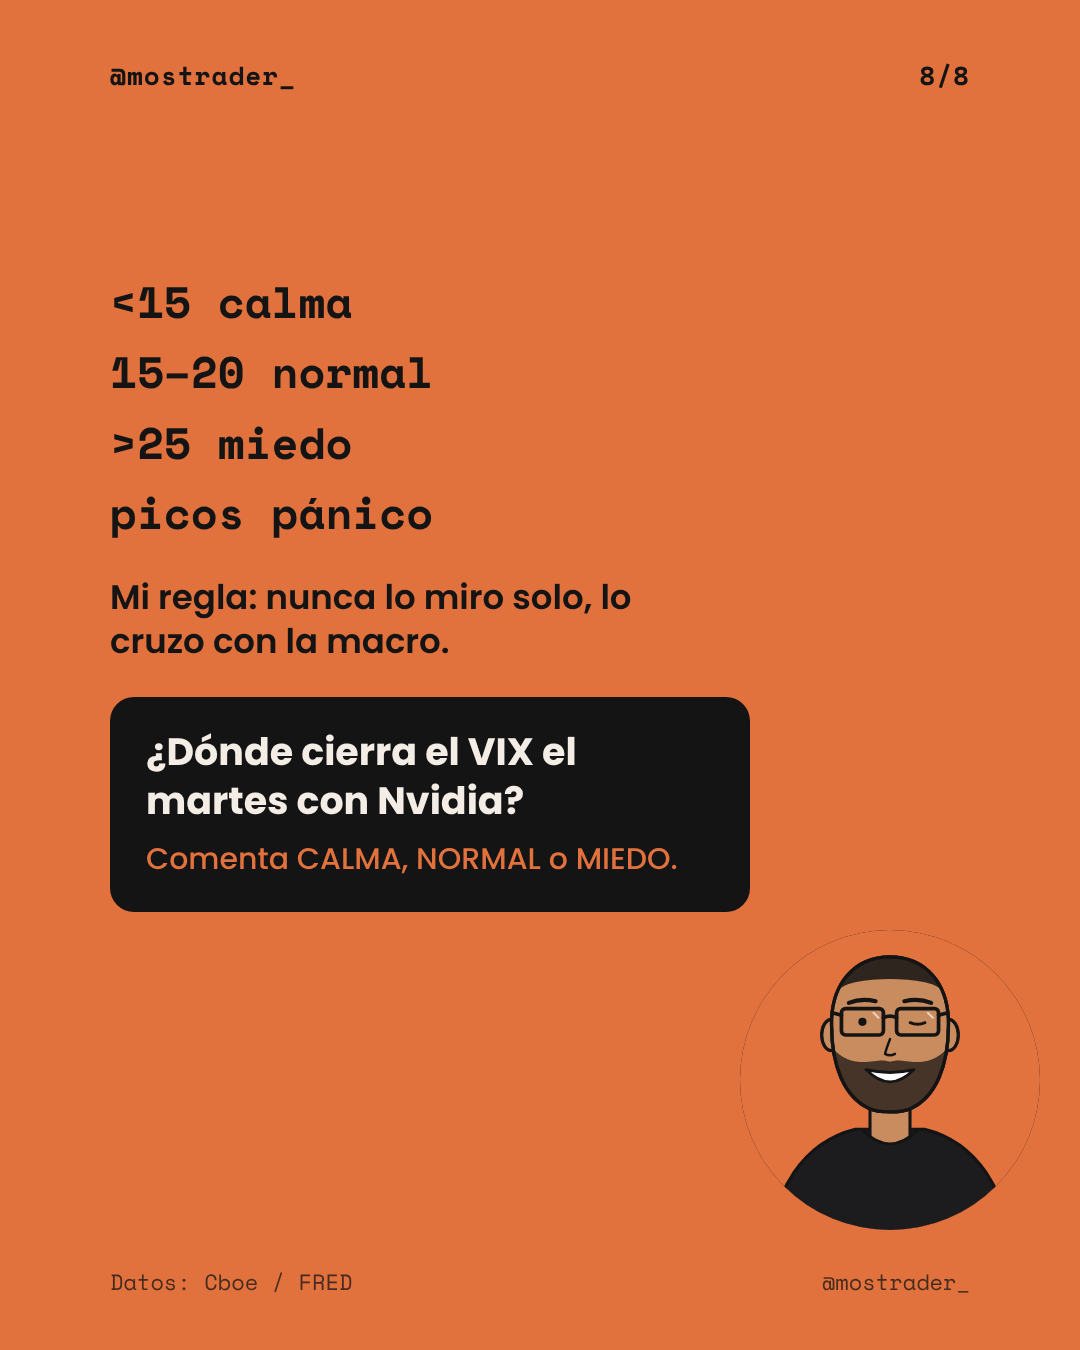 @mostrader_
8/8
<15 calma
15–20 normal
>25 miedo
picos pánico
Mi regla: nunca lo miro solo, lo
cruzo con la macro.
¿Dónde cierra el VIX el
martes con Nvidia?
Comenta CALMA, NORMAL o MIEDO.
Datos: Cboe / FRED
@mostrader_